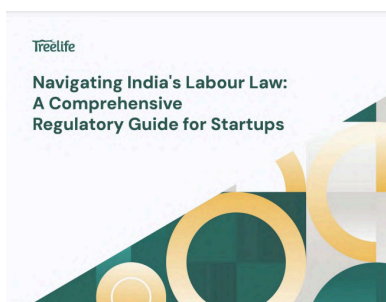 Treelife
Navigating India's Labour Law:
A Comprehensive
Regulatory Guide for Startups